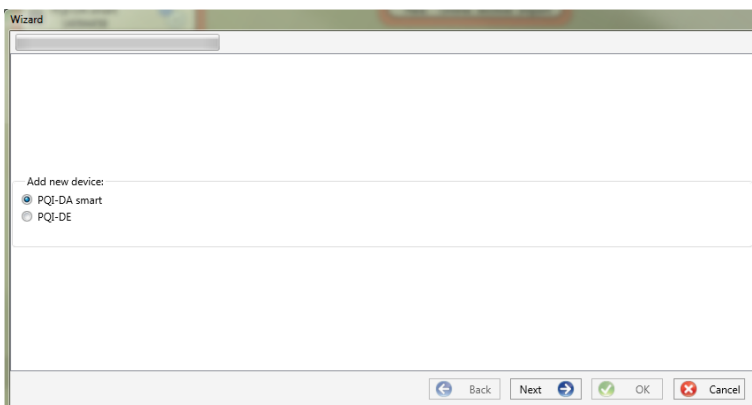 Wizard
Add new device:
PQI-DA smart
PQI-DE
Back Next OK Cancel